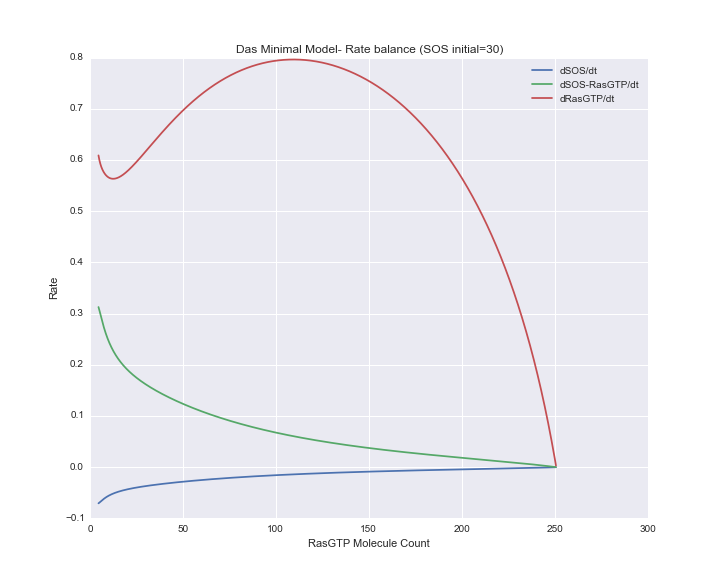 Das Minimal Model- Rate balance (SOS initial=30)
dSOS/dt
dSOS-RasGTP/dt
dRasGTP/dt
0.8
0.7
0.6
0.5
0.4
0.3
0.2
0.1
0.0
−0.1
Rate
0 50 100 150 200 250 300
RasGTP Molecule Count